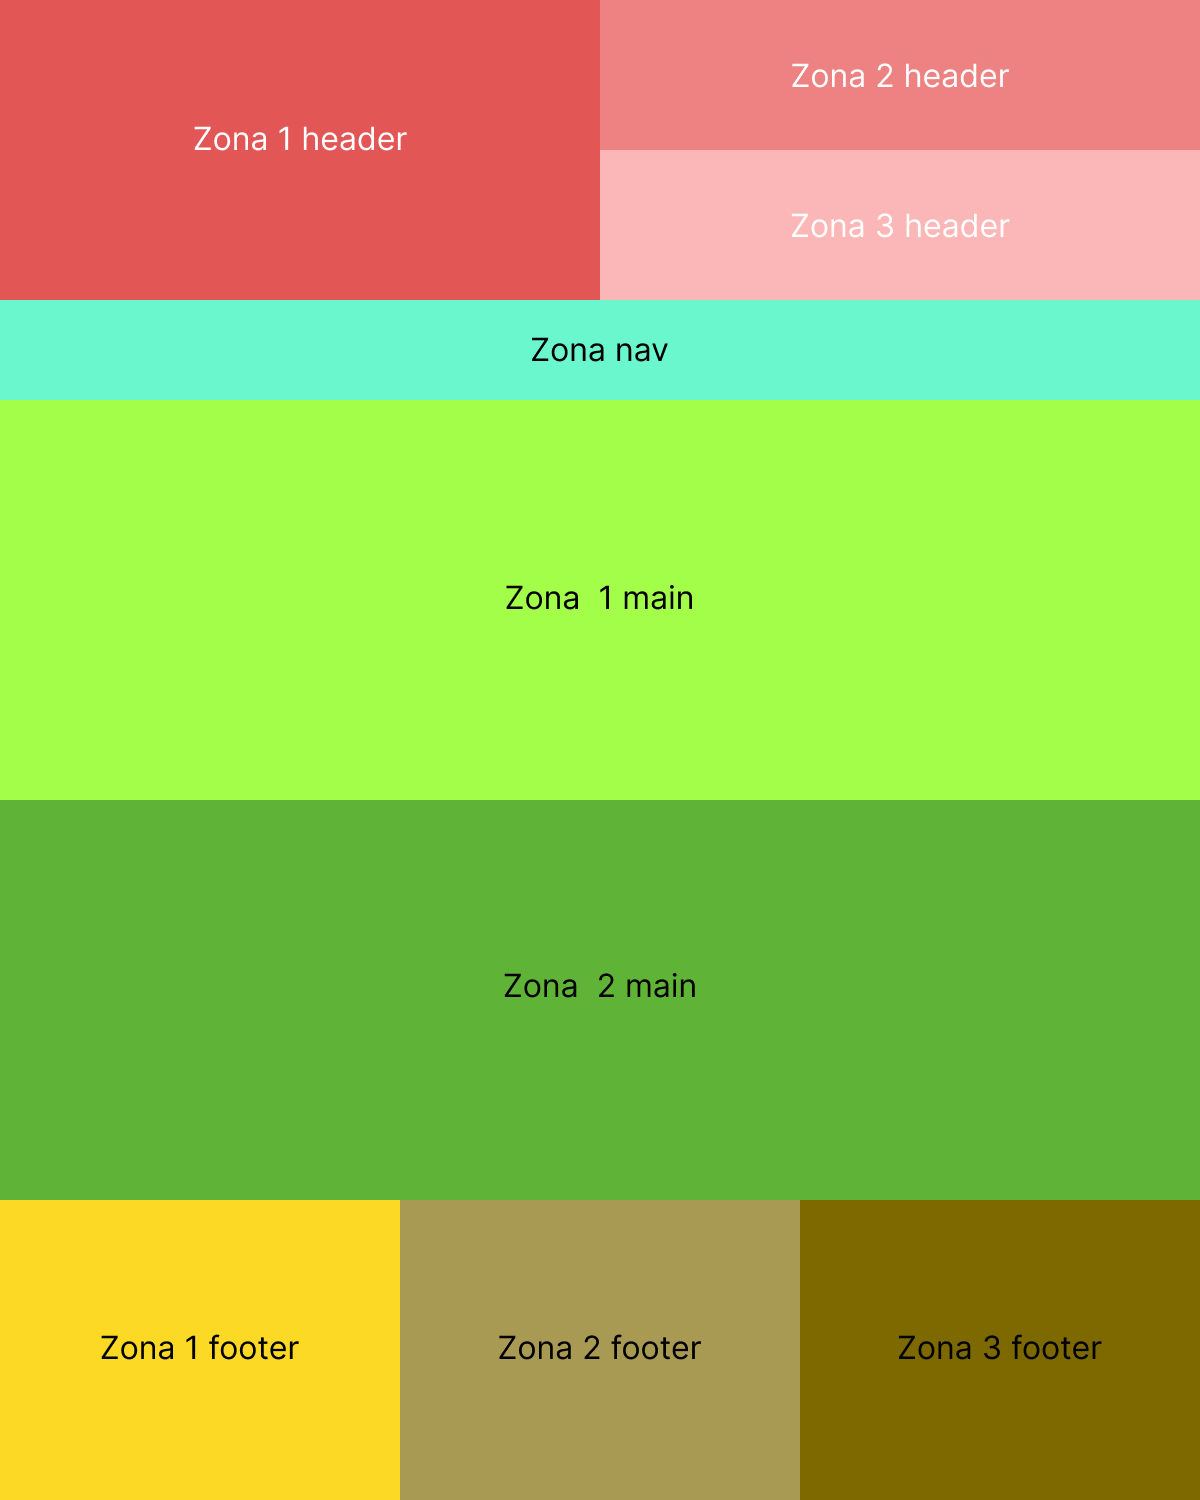 Zona 1 header
Zona 2 header
Zona 3 header
Zona nav
Zona  1 main
Zona  2 main
Zona 1 footer
Zona 2 footer
Zona 3 footer